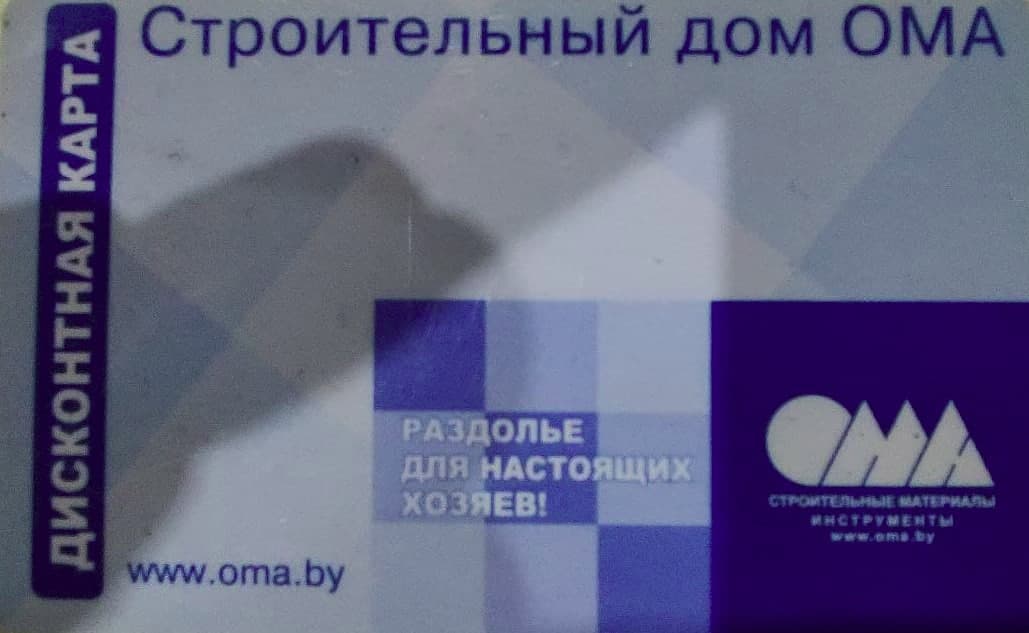 Строительный дом ОМА
ДИСКОНТНАЯ КАРТА
РАЗДОЛЬЕ
ДЛЯ НАСТОЯЩИХ
ХОЗЯЕВ!
www.oma.by
ОМА
СТРОИТЕЛЬНЫЕ МАТЕРИАЛЫ
ИНСТРУМЕНТЫ
www.oma.by